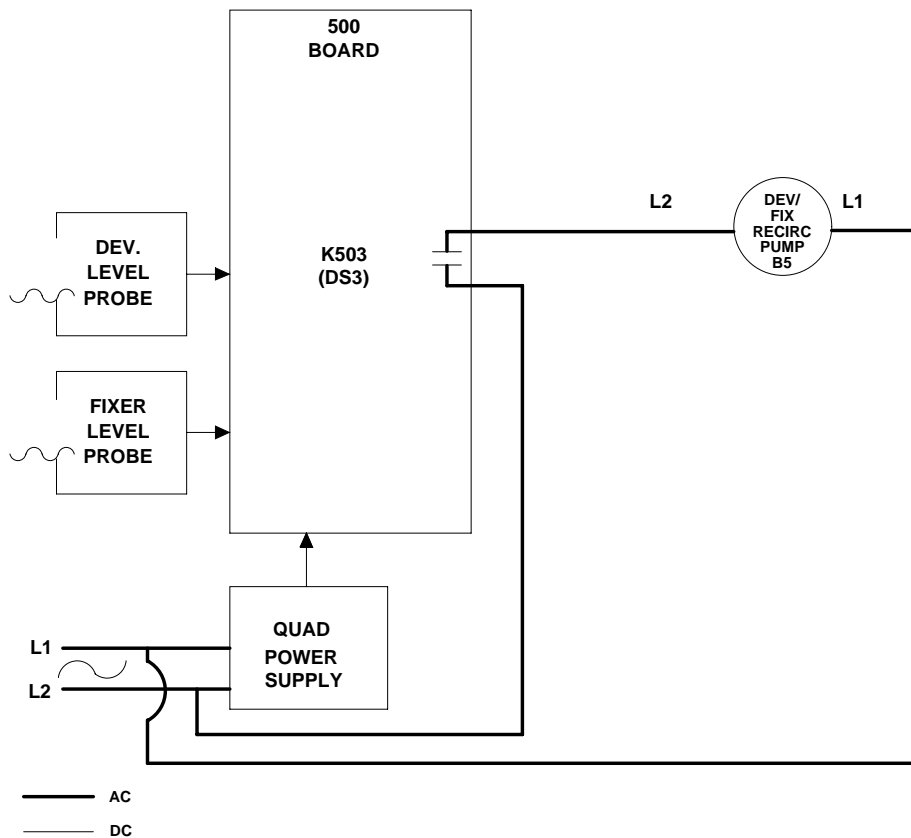 500
BOARD
L2
DEV/
FIX
RECIRC
PUMP
B5
L1
DEV.
LEVEL
PROBE
K503
(DS3)
FIXER
LEVEL
PROBE
QUAD
POWER
SUPPLY
L1
L2
AC
DC